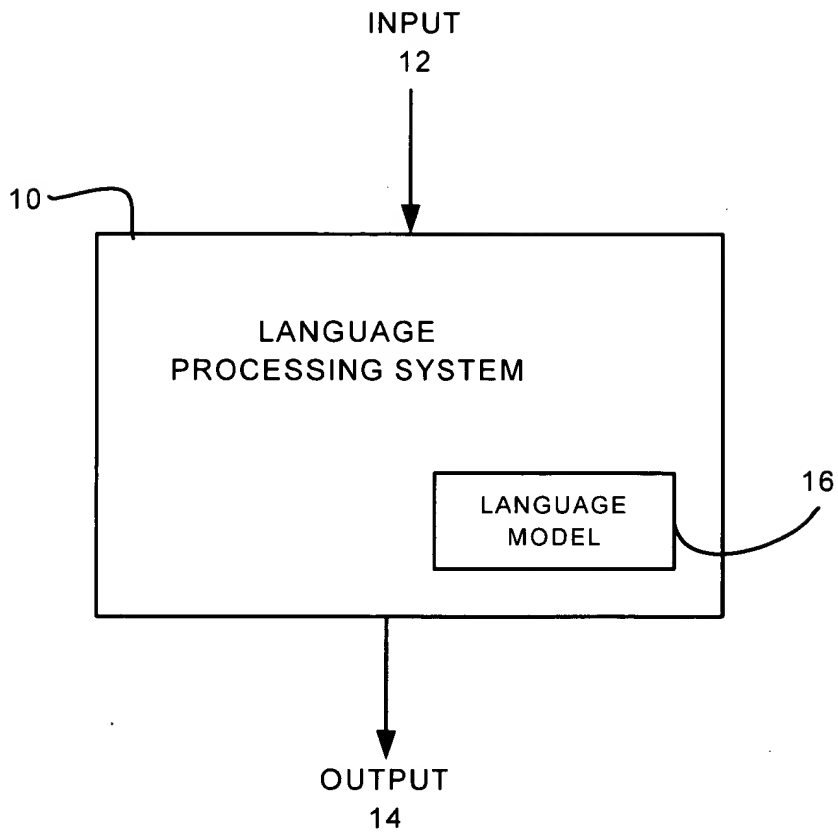 INPUT
12
10
LANGUAGE
PROCESSING SYSTEM
16
LANGUAGE
MODEL
OUTPUT
14